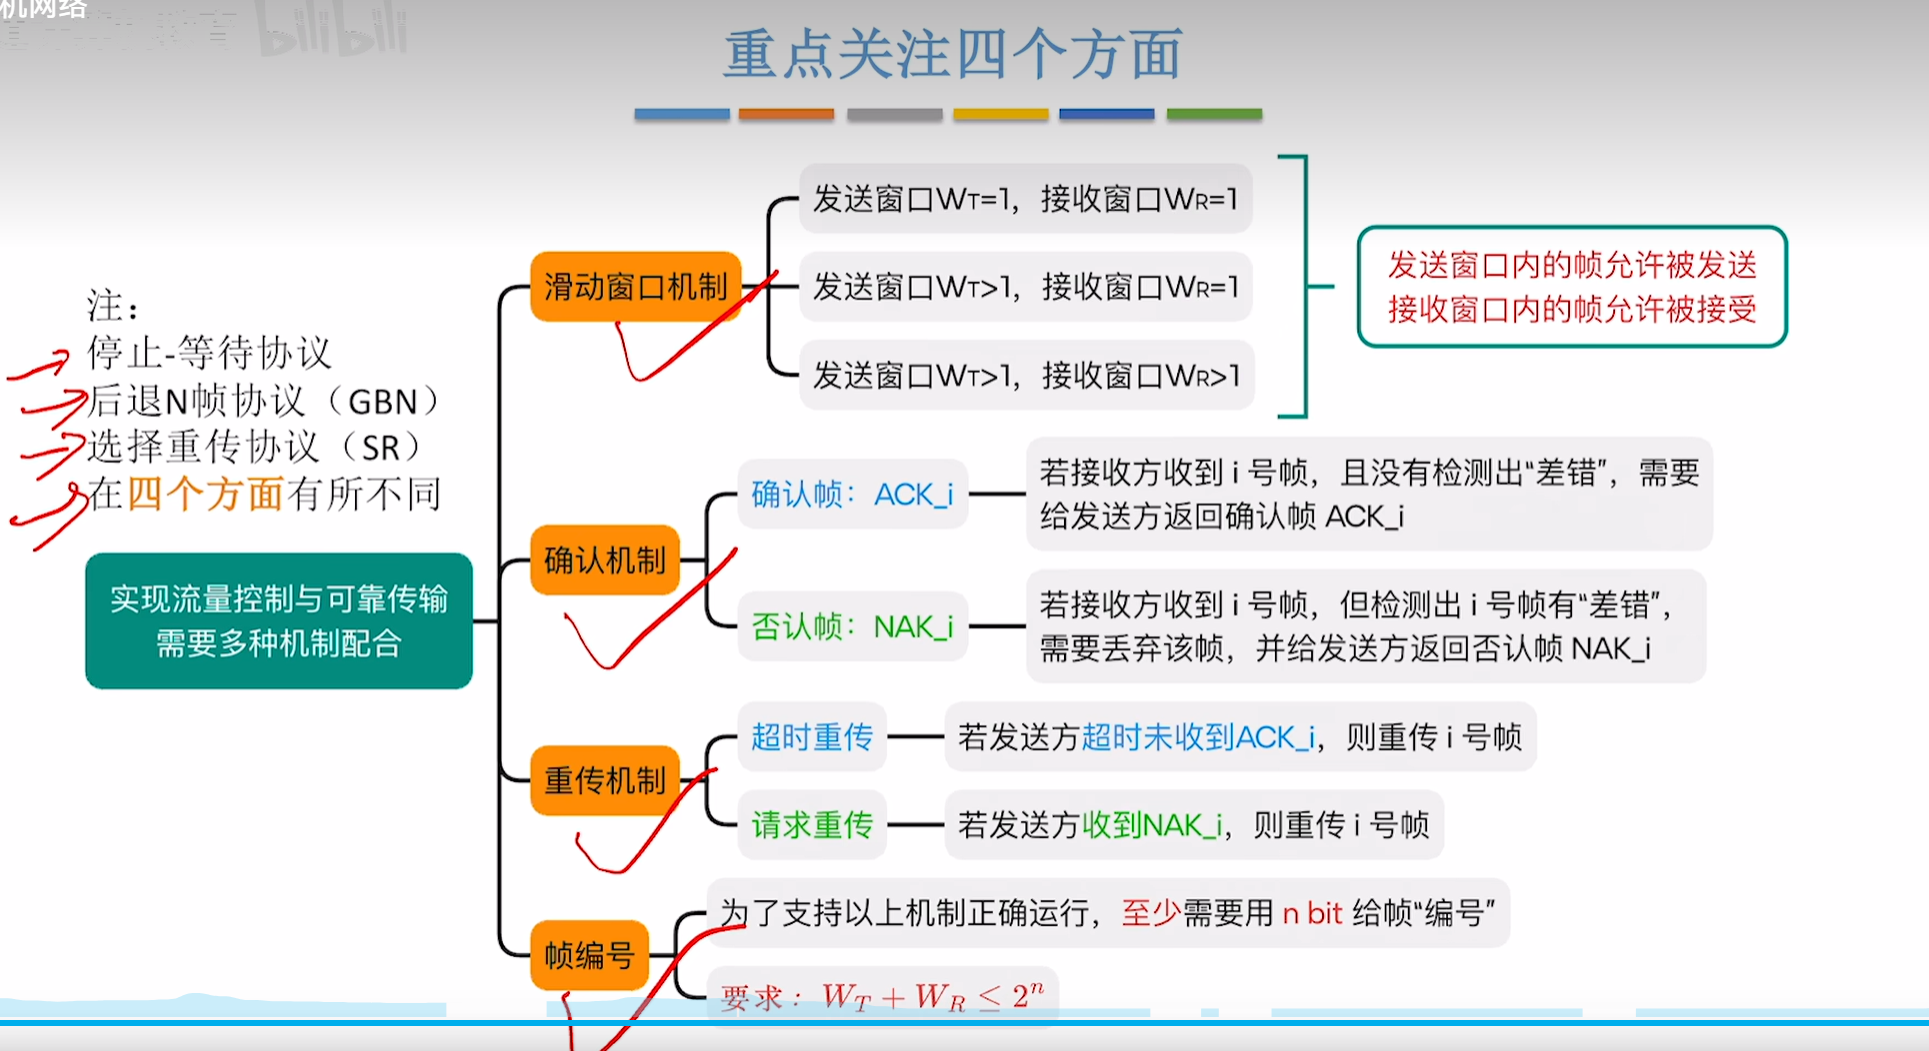 机网络
bilibili
重点关注四个方面
注：
停止-等待协议
后退N帧协议（GBN）
选择重传协议（SR）
在四个方面有所不同
实现流量控制与可靠传输
需要多种机制配合
滑动窗口机制
发送窗口WT=1，接收窗口WR=1
发送窗口WT>1，接收窗口WR=1
发送窗口WT>1，接收窗口WR>1
发送窗口内的帧允许被发送
接收窗口内的帧允许被接受
确认机制
确认帧：ACK_i
若接收方收到 i 号帧，且没有检测出“差错”，需要
给发送方返回确认帧 ACK_i
否认帧：NAK_i
若接收方收到 i 号帧，但检测出 i 号帧有“差错”，
需要丢弃该帧，并给发送方返回否认帧 NAK_i
重传机制
超时重传
若发送方超时未收到ACK_i，则重传 i 号帧
请求重传
若发送方收到NAK_i，则重传 i 号帧
帧编号
为了支持以上机制正确运行，至少需要用 n bit 给帧“编号”
要求：W_T + W_R ≤ 2^n